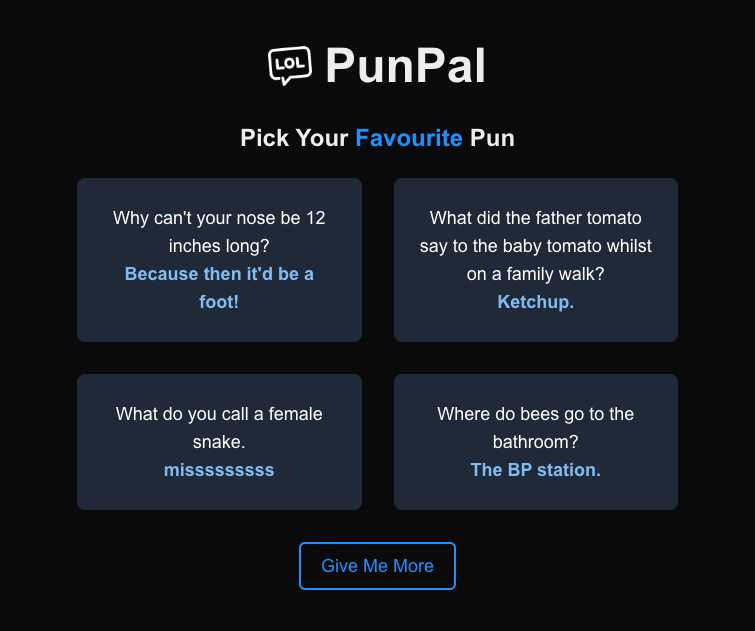 LOL PunPal
Pick Your Favourite Pun
Why can't your nose be 12
inches long?
Because then it'd be a
foot!
What did the father tomato
say to the baby tomato whilst
on a family walk?
Ketchup.
What do you call a female
snake.
misssssssss
Where do bees go to the
bathroom?
The BP station.
Give Me More